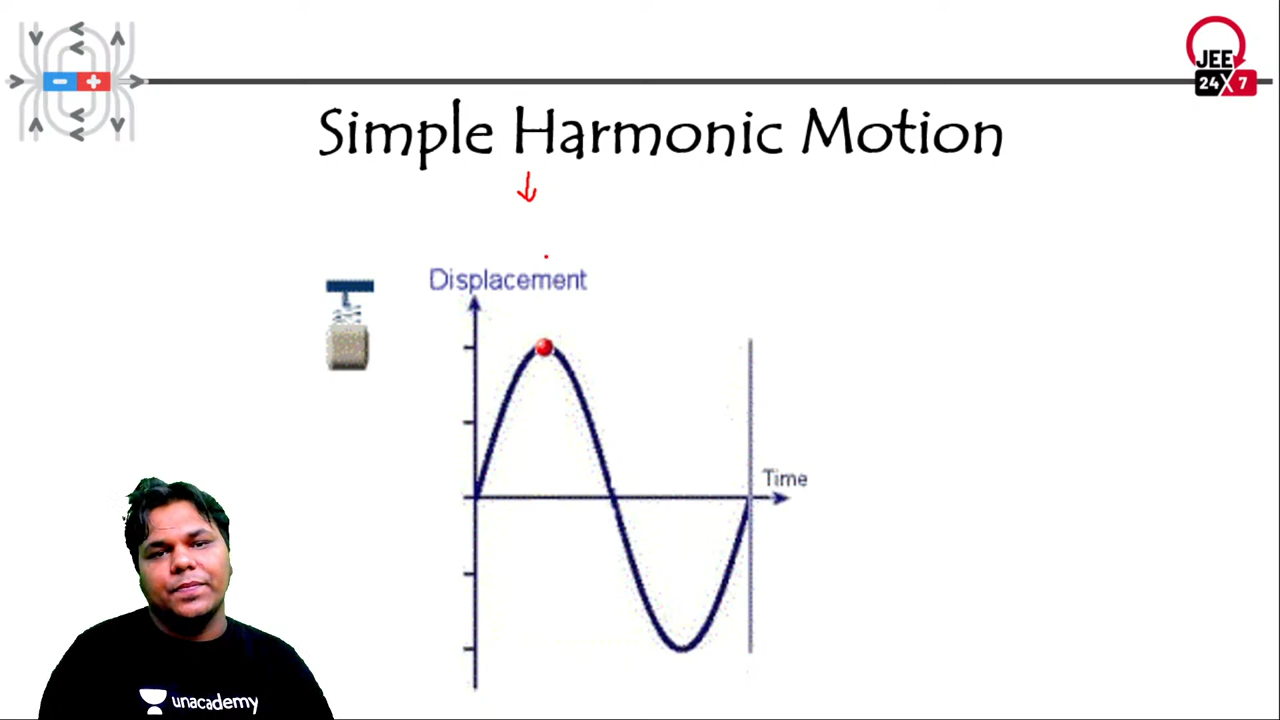 JEE
24X7
Simple Harmonic Motion
Displacement
Time
unacademy